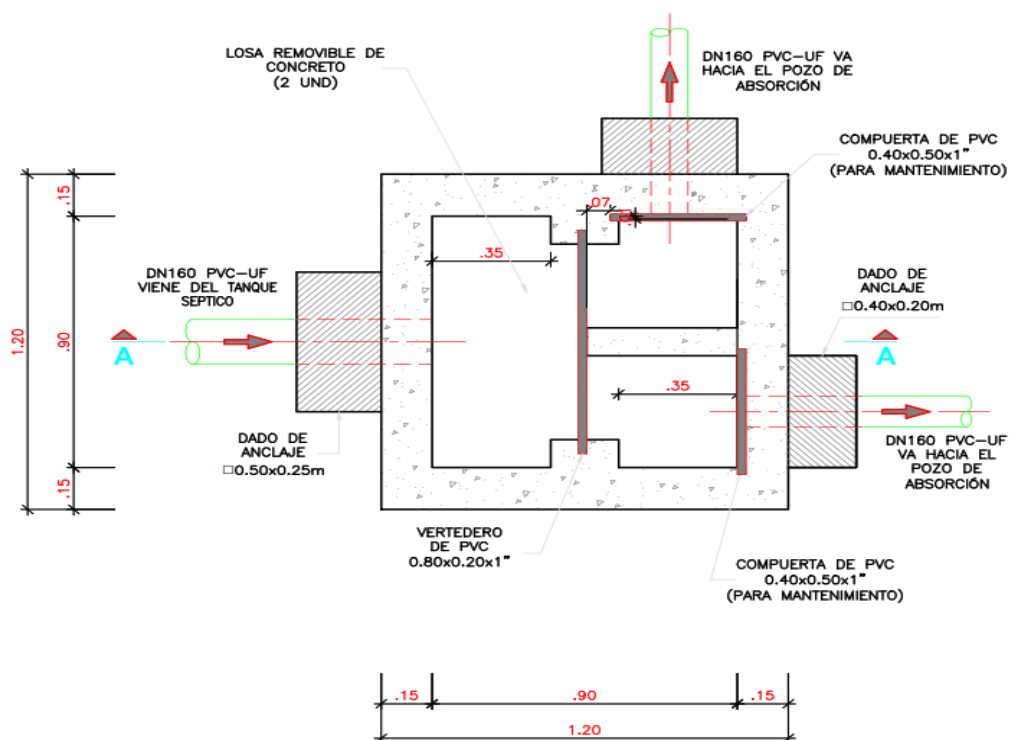 LOSA REMOVIBLE DE
CONCRETO
(2 UND)
DN160 PVC-UF VA
HACIA EL POZO DE
ABSORCIÓN
COMPUERTA DE PVC
0.40x0.50x1"
(PARA MANTENIMIENTO)
.15
.07
.35
DN160 PVC-UF
VIENE DEL TANQUE
SEPTICO
DADO DE
ANCLAJE
□0.40x0.20m
1.20
.90
A
A
.35
DADO DE
ANCLAJE
□0.50x0.25m
DN160 PVC-UF
VA HACIA EL
POZO DE
ABSORCIÓN
.15
VERTEDERO
DE PVC
0.80x0.20x1"
COMPUERTA DE PVC
0.40x0.50x1"
(PARA MANTENIMIENTO)
.15
.90
.15
1.20